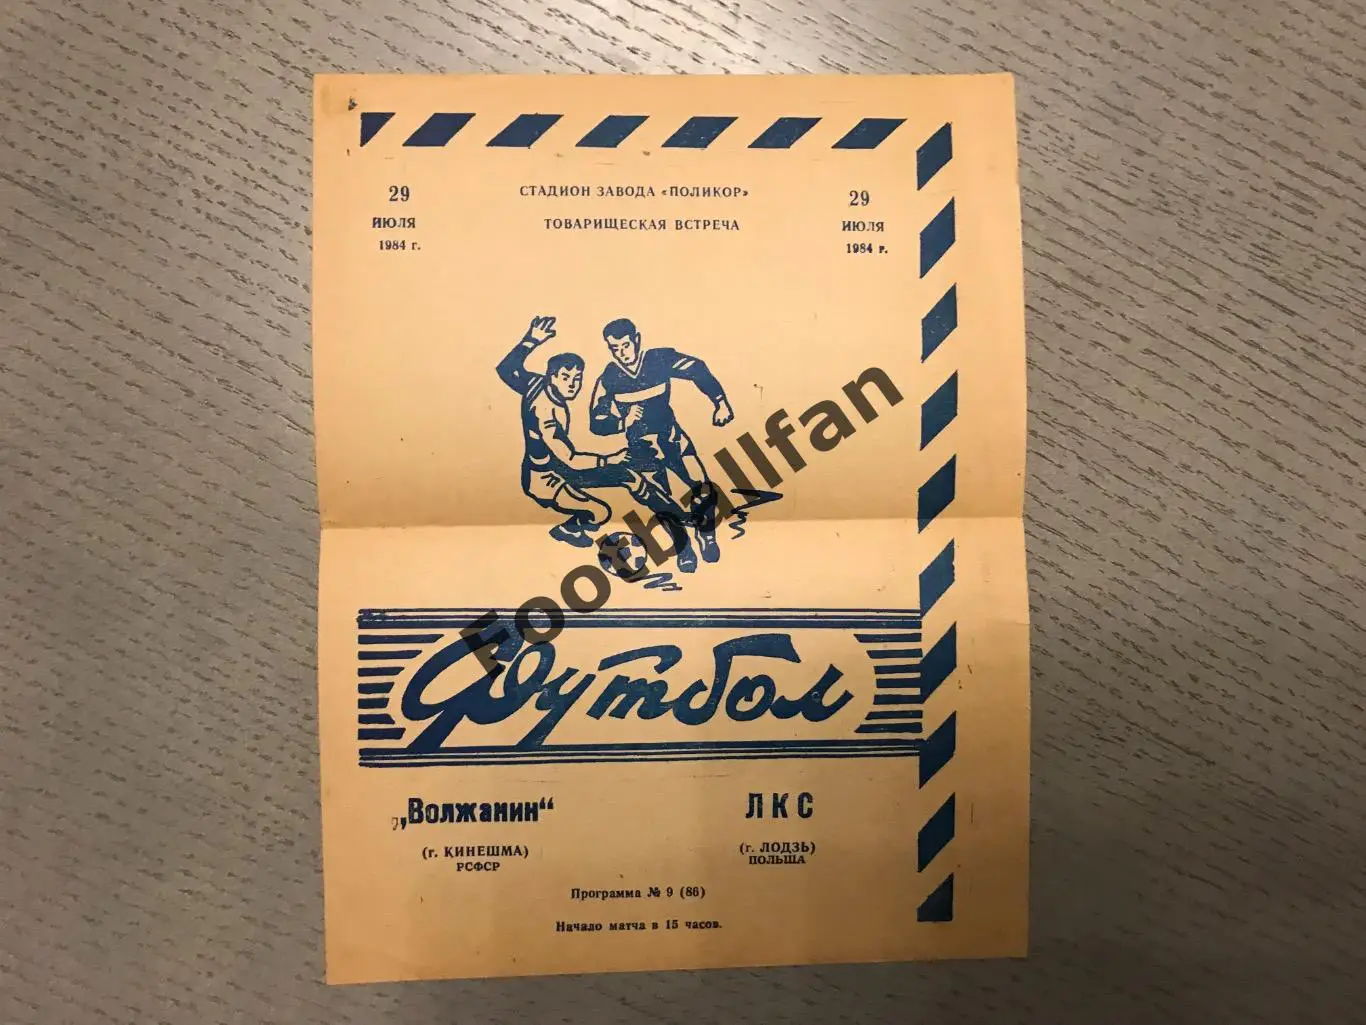 29
ИЮЛЯ
1984 г.
СТАДИОН ЗАВОДА «ПОЛИКОР»
ТОВАРИЩЕСКАЯ ВСТРЕЧА
29
ИЮЛЯ
1984 г.
Footballfan
Футбол
„Волжанин“
(г. КИНЕШМА)
РСФСР
ЛКС
(г. ЛОДЗЬ)
ПОЛЬША
Программа № 9 (86)
Начало матча в 15 часов.